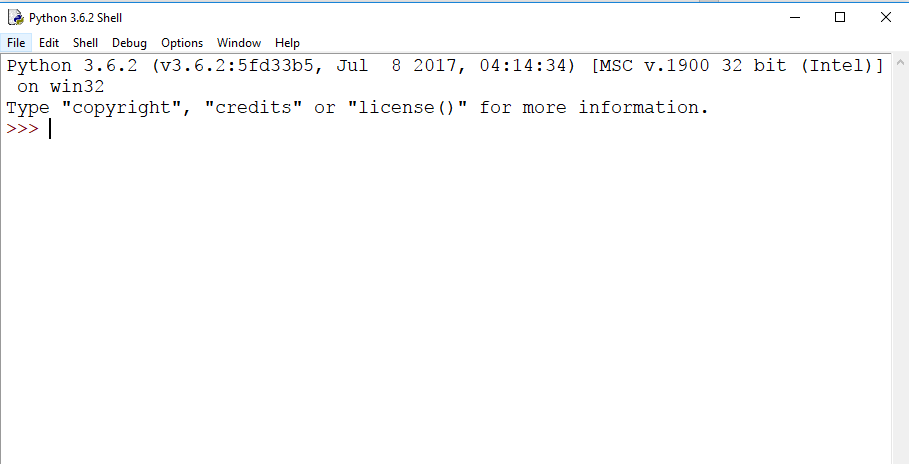 Python 3.6.2 Shell
File Edit Shell Debug Options Window Help
Python 3.6.2 (v3.6.2:5fd33b5, Jul  8 2017, 04:14:34) [MSC v.1900 32 bit (Intel)]
 on win32
Type "copyright", "credits" or "license()" for more information.
>>>